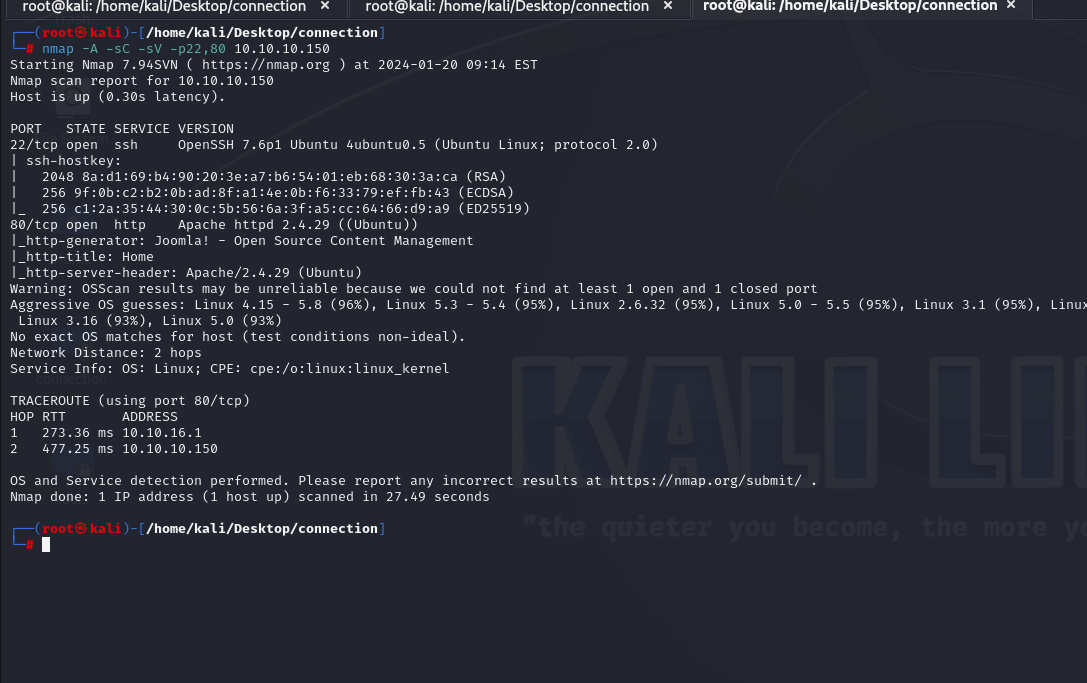 root@kali: /home/kali/Desktop/connection × root@kali: /home/kali/Desktop/connection × root@kali: /home/kali/Desktop/connection ×
┌──(root㉿kali)-[/home/kali/Desktop/connection]
└─# nmap -A -sC -sV -p22,80 10.10.10.150
Starting Nmap 7.94SVN ( https://nmap.org ) at 2024-01-20 09:14 EST
Nmap scan report for 10.10.10.150
Host is up (0.30s latency).
PORT   STATE SERVICE VERSION
22/tcp open  ssh     OpenSSH 7.6p1 Ubuntu 4ubuntu0.5 (Ubuntu Linux; protocol 2.0)
| ssh-hostkey:
|   2048 8a:d1:69:b4:90:20:3e:a7:b6:54:01:eb:68:30:3a:ca (RSA)
|   256 9f:0b:c2:b2:0b:ad:8f:a1:4e:0b:f6:33:79:ef:fb:43 (ECDSA)
|_  256 c1:2a:35:44:30:0c:5b:56:6a:3f:a5:cc:64:66:d9:a9 (ED25519)
80/tcp open  http    Apache httpd 2.4.29 ((Ubuntu))
|_http-generator: Joomla! - Open Source Content Management
|_http-title: Home
|_http-server-header: Apache/2.4.29 (Ubuntu)
Warning: OSScan results may be unreliable because we could not find at least 1 open and 1 closed port
Aggressive OS guesses: Linux 4.15 - 5.8 (96%), Linux 5.3 - 5.4 (95%), Linux 2.6.32 (95%), Linux 5.0 - 5.5 (95%), Linux 3.1 (95%), Linux
Linux 3.16 (93%), Linux 5.0 (93%)
No exact OS matches for host (test conditions non-ideal).
Network Distance: 2 hops
Service Info: OS: Linux; CPE: cpe:/o:linux:linux_kernel
connection
TRACEROUTE (using port 80/tcp)
HOP RTT       ADDRESS
1   273.36 ms 10.10.16.1
2   477.25 ms 10.10.10.150
KALI LI
OS and Service detection performed. Please report any incorrect results at https://nmap.org/submit/ .
Nmap done: 1 IP address (1 host up) scanned in 27.49 seconds
"the quieter you become, the more yo
┌──(root㉿kali)-[/home/kali/Desktop/connection]
└─#